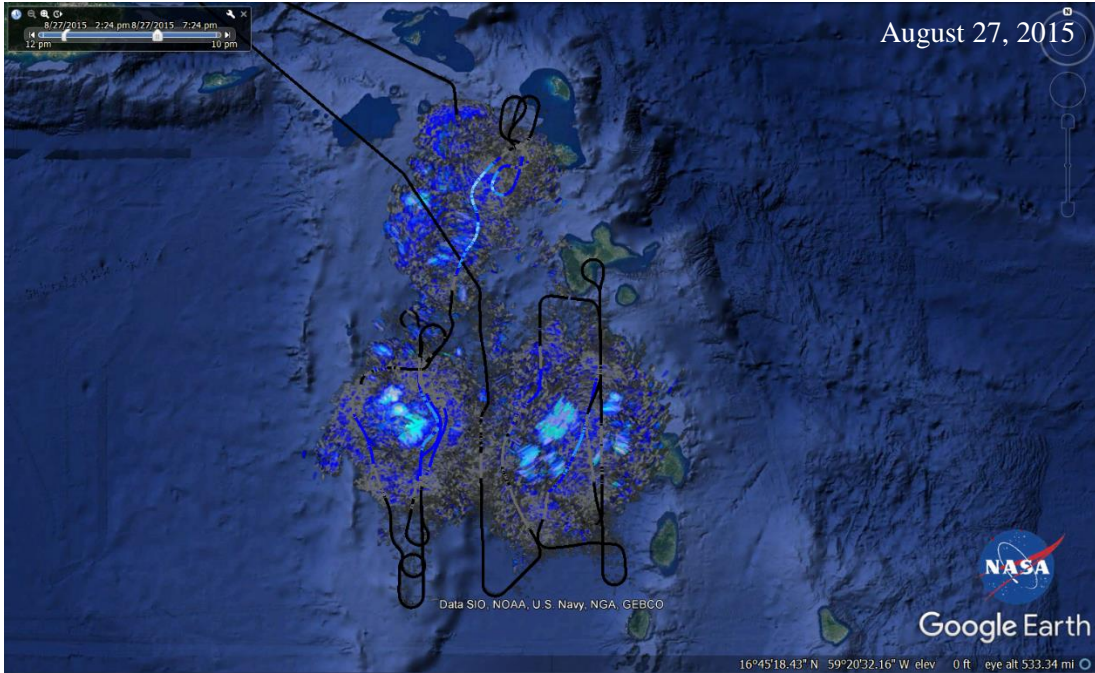 8/27/2015 2:24 pm 8/27/2015 7:24 pm
12 pm 10 pm
August 27, 2015
N
Data SIO, NOAA, U.S. Navy, NGA, GEBCO
NASA
Google Earth
16°45'18.43" N 59°20'32.16" W elev 0 ft eye alt 533.34 mi